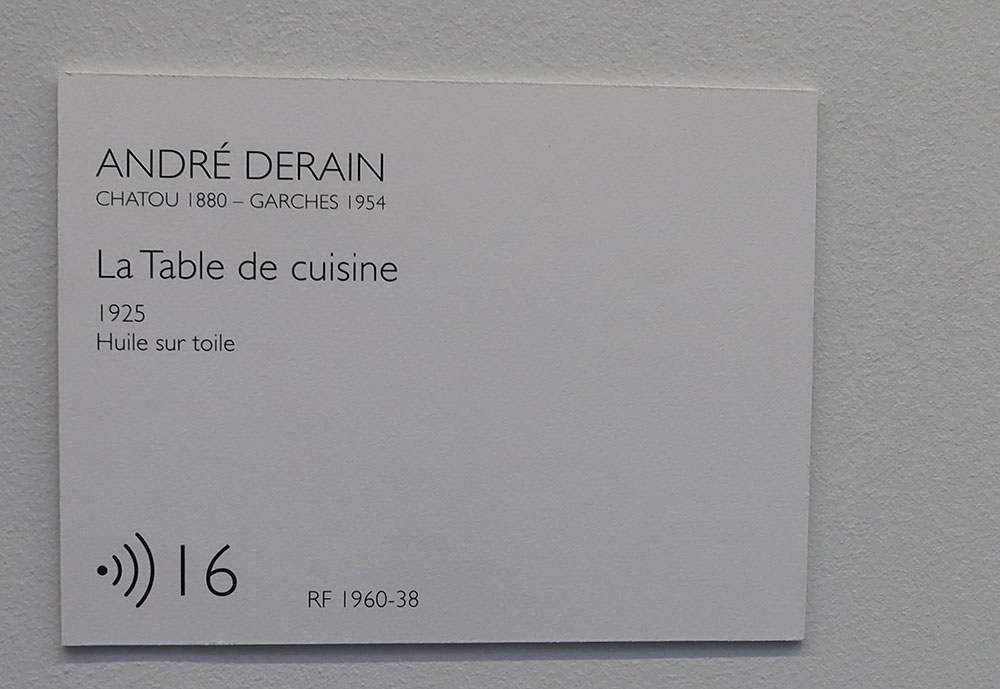 ANDRÉ DERAIN
CHATOU 1880 – GARCHES 1954
La Table de cuisine
1925
Huile sur toile
16
RF 1960-38